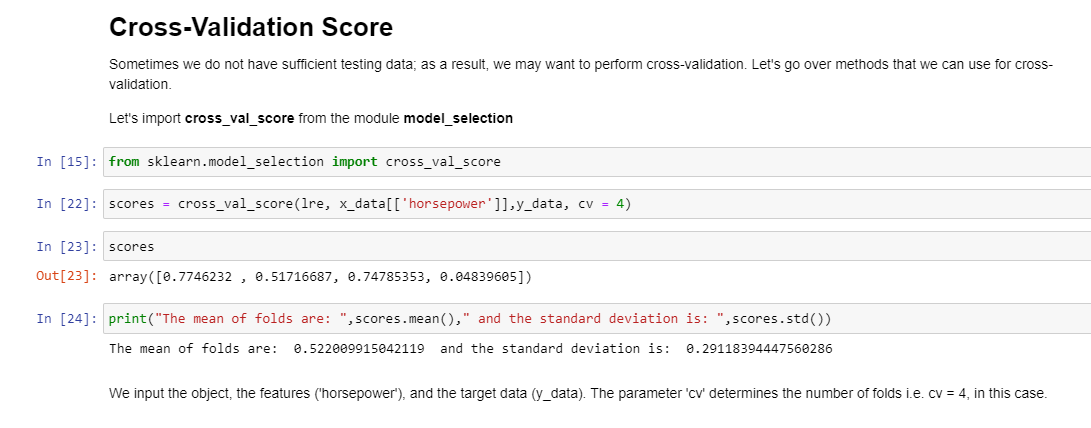 Cross-Validation Score
Sometimes we do not have sufficient testing data; as a result, we may want to perform cross-validation. Let's go over methods that we can use for cross-
validation.
Let's import cross_val_score from the module model_selection
In [15]: from sklearn.model_selection import cross_val_score
In [22]: scores = cross_val_score(lre, x_data[['horsepower']],y_data, cv = 4)
In [23]: scores
Out[23]: array([0.7746232 , 0.51716687, 0.74785353, 0.04839605])
In [24]: print("The mean of folds are: ",scores.mean()," and the standard deviation is: ",scores.std())
The mean of folds are:  0.522009915042119  and the standard deviation is:  0.29118394447560286
We input the object, the features ('horsepower'), and the target data (y_data). The parameter 'cv' determines the number of folds i.e. cv = 4, in this case.